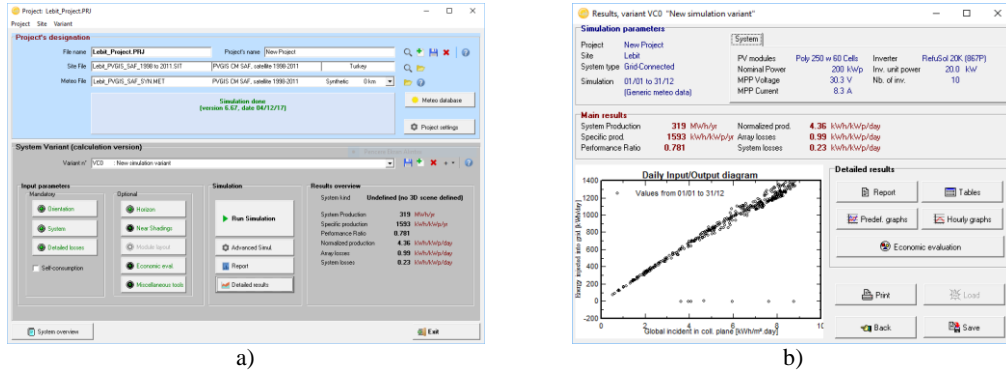 Project: Lebit_Project.PRJ
Project Site Variant
Project's designation
File name Lebit_Project.PRJ Project's name New Project
Site File Lebit_PVGIS_SAF_1998 to 2011.SIT PVGIS CM SAF, satellite 1998-2011 Turkey
Meteo File Lebit_PVGIS_SAF_SYN.MET PVGIS CM SAF, satellite 1998-2011 Synthetic 0 km
Simulation done
(version 6.67, date 04/12/17)
Meteo database
Project settings
System Variant (calculation version)
Variant n° VC0 : New simulation variant
Input parameters
Mandatory
Orientation
System
Detailed losses
Self-consumption
Optional
Horizon
Near Shadings
Module layout
Economic eval.
Miscellaneous tools
Simulation
Run Simulation
Advanced Simul.
Report
Detailed results
Results overview
System kind Undefined (no 3D scene defined)
System Production 319 MWh/yr
Specific production 1593 kWh/kWp/yr
Performance Ratio 0.781
Normalized production 4.36 kWh/kWp/day
Array losses 0.99 kWh/kWp/day
System losses 0.23 kWh/kWp/day
System overview
Exit
a)
Results, variant VC0 "New simulation variant"
Simulation parameters
Project New Project
Site Lebit
System type Grid-Connected
Simulation 01/01 to 31/12
(Generic meteo data)
System
PV modules Poly 250 w 60 Cells Inverter RefuSol 20K (867P)
Nominal Power 200 kWp Inv. unit power 20.0 kW
MPP Voltage 30.3 V Nb. of inv. 10
MPP Current 8.3 A
Main results
System Production 319 MWh/yr Normalized prod. 4.36 kWh/kWp/day
Specific prod. 1593 kWh/kWp/yr Array losses 0.99 kWh/kWp/day
Performance Ratio 0.781 System losses 0.23 kWh/kWp/day
Daily Input/Output diagram
Values from 01/01 to 31/12
Energy injected into grid [kWh/day]
1400
1200
1000
800
600
400
200
0
-200
0 2 4 6 8 10
Global incident in coll. plane [kWh/m².day]
Detailed results
Report
Tables
Predef. graphs
Hourly graphs
Economic evaluation
Print
Load
Back
Save
b)